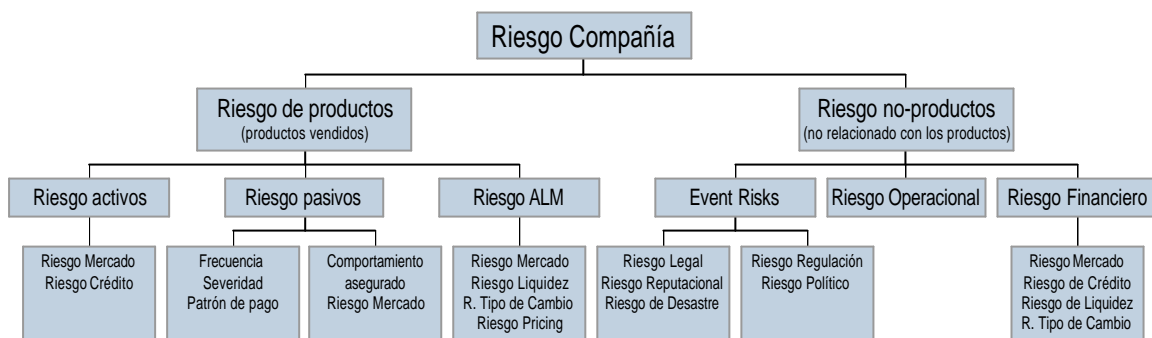 Riesgo Compañía
Riesgo de productos
(productos vendidos)
Riesgo no-productos
(no relacionado con los productos)
Riesgo activos
Riesgo pasivos
Riesgo ALM
Event Risks
Riesgo Operacional
Riesgo Financiero
Riesgo Mercado
Riesgo Crédito
Frecuencia
Severidad
Patrón de pago
Comportamiento
asegurado
Riesgo Mercado
Riesgo Mercado
Riesgo Liquidez
R. Tipo de Cambio
Riesgo Pricing
Riesgo Legal
Riesgo Reputacional
Riesgo de Desastre
Riesgo Regulación
Riesgo Político
Riesgo Mercado
Riesgo de Crédito
Riesgo de Liquidez
R. Tipo de Cambio